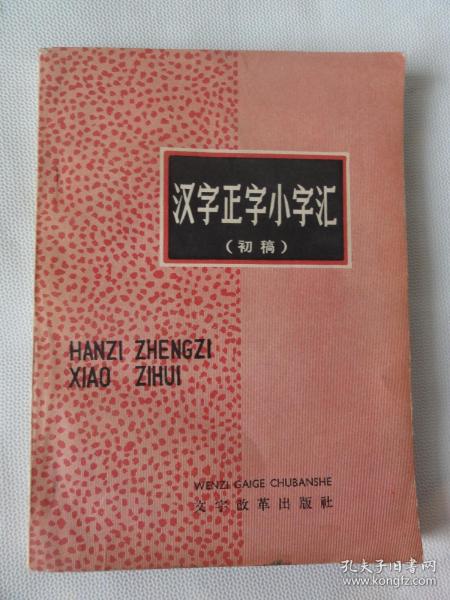 汉字正字小字汇
（初稿）
HANZI ZHENGZI
XIAO ZIHUI
WENZI GAIGE CHUBANSHE
文字改革出版社
孔夫子旧书网
www.kongfz.com